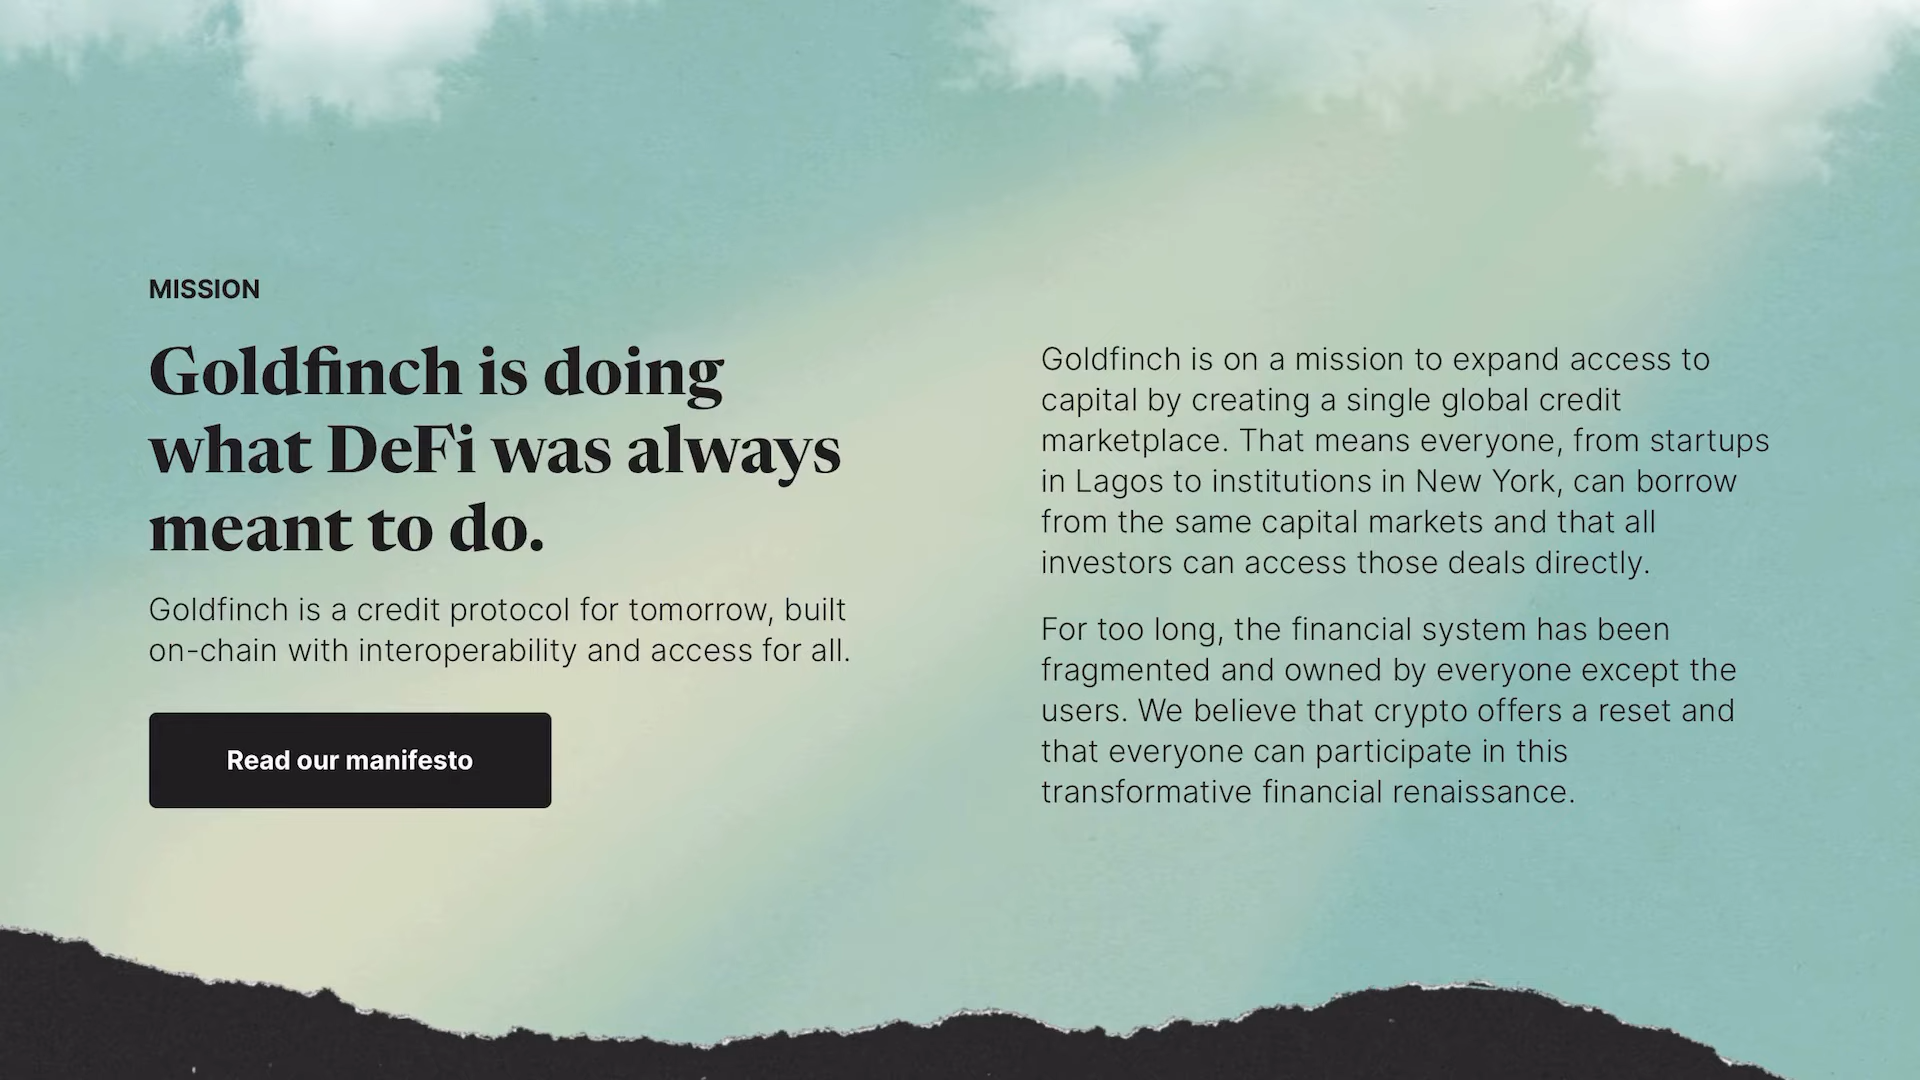 MISSION
Goldfinch is doing
what DeFi was always
meant to do.
Goldfinch is a credit protocol for tomorrow, built
on-chain with interoperability and access for all.
Read our manifesto
Goldfinch is on a mission to expand access to
capital by creating a single global credit
marketplace. That means everyone, from startups
in Lagos to institutions in New York, can borrow
from the same capital markets and that all
investors can access those deals directly.
For too long, the financial system has been
fragmented and owned by everyone except the
users. We believe that crypto offers a reset and
that everyone can participate in this
transformative financial renaissance.